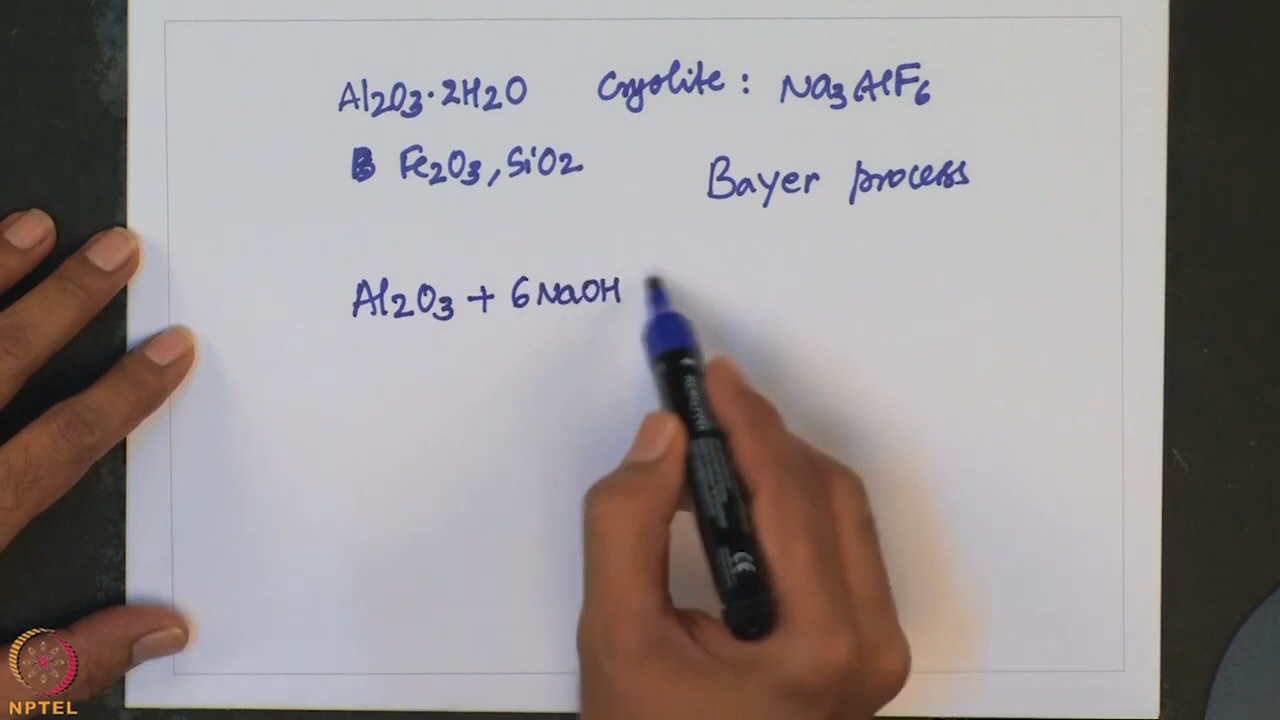 Al2O3·2H2O Cryolite : Na3AlF6
B Fe2O3, SiO2 Bayer process
Al2O3 + 6NaOH
NPTEL